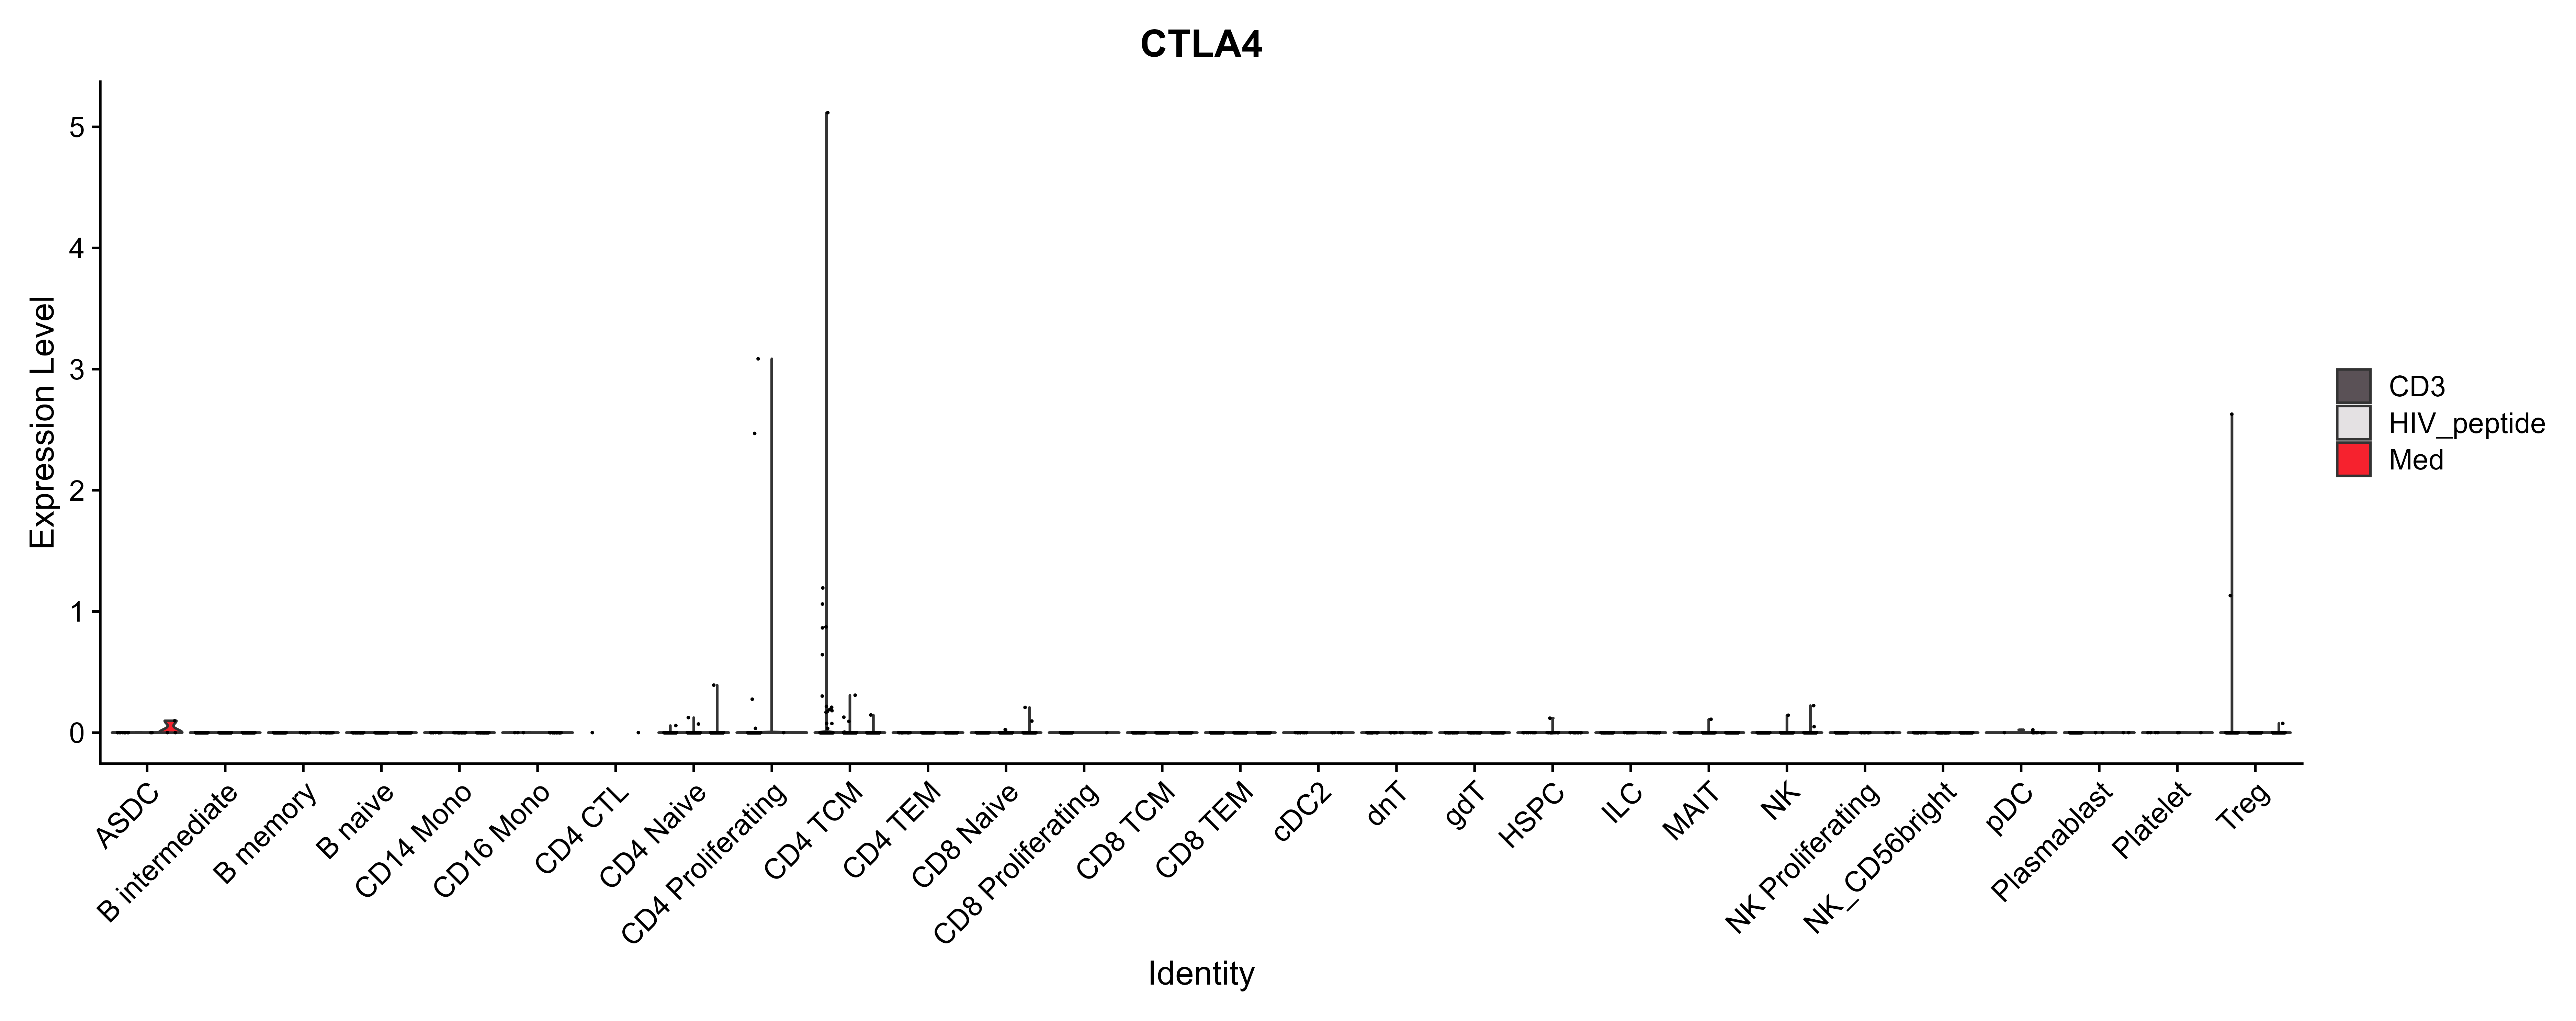 CTLA4
Expression Level
5
4
3
2
1
0
ASDC
B intermediate
B memory
B naive
CD14 Mono
CD16 Mono
CD4 CTL
CD4 Naive
CD4 Proliferating
CD4 TCM
CD4 TEM
CD8 Naive
CD8 Proliferating
CD8 TCM
CD8 TEM
cDC2
dnT
gdT
HSPC
ILC
MAIT
NK
NK Proliferating
NK_CD56bright
pDC
Plasmablast
Platelet
Treg
Identity
CD3
HIV_peptide
Med